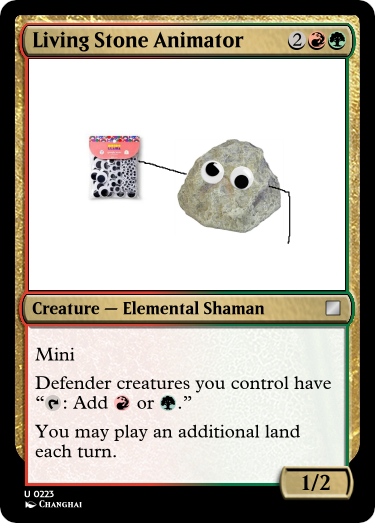 Living Stone Animator 2
Creature — Elemental Shaman
Mini
Defender creatures you control have
“: Add or .”
You may play an additional land
each turn.
1/2
U 0223
Changhai